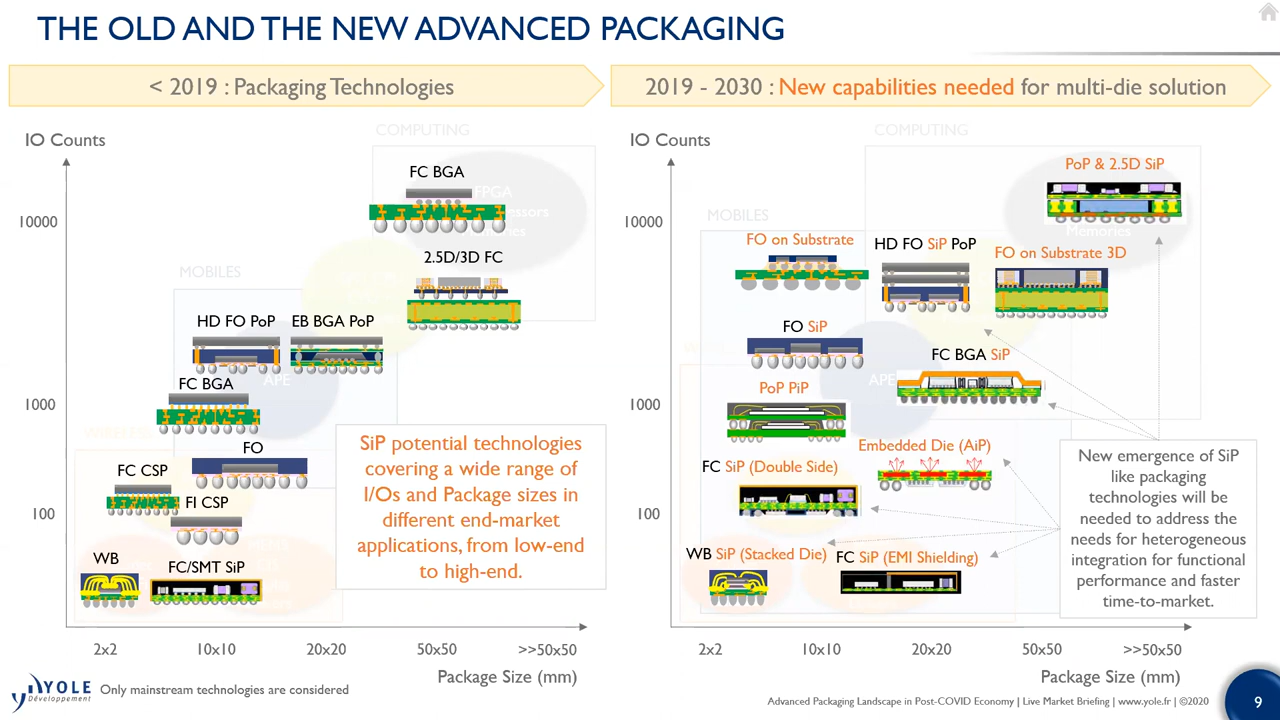 THE OLD AND THE NEW ADVANCED PACKAGING
< 2019 : Packaging Technologies
IO Counts
10000
1000
100
COMPUTING
MOBILES
FC BGA
FPGA
2.5D/3D FC
HD FO PoP
EB BGA PoP
APE
FC BGA
FO
FC CSP
FI CSP
WB
FC/SMT SiP
SiP potential technologies
covering a wide range of
I/Os and Package sizes in
different end-market
applications, from low-end
to high-end.
2x2
10x10
20x20
50x50
>>50x50
Package Size (mm)
2019 - 2030 : New capabilities needed for multi-die solution
IO Counts
10000
1000
100
COMPUTING
MOBILES
PoP & 2.5D SiP
Memories
FO on Substrate
HD FO SiP PoP
FO on Substrate 3D
FO SiP
FC BGA SiP
APE
PoP PiP
Embedded Die (AiP)
FC SiP (Double Side)
WB SiP (Stacked Die)
FC SiP (EMI Shielding)
New emergence of SiP
like packaging
technologies will be
needed to address the
needs for heterogeneous
integration for functional
performance and faster
time-to-market.
2x2
10x10
20x20
50x50
>>50x50
Package Size (mm)
YOLE
Développement
Only mainstream technologies are considered
Advanced Packaging Landscape in Post-COVID Economy | Live Market Briefing | www.yole.fr | ©2020
9